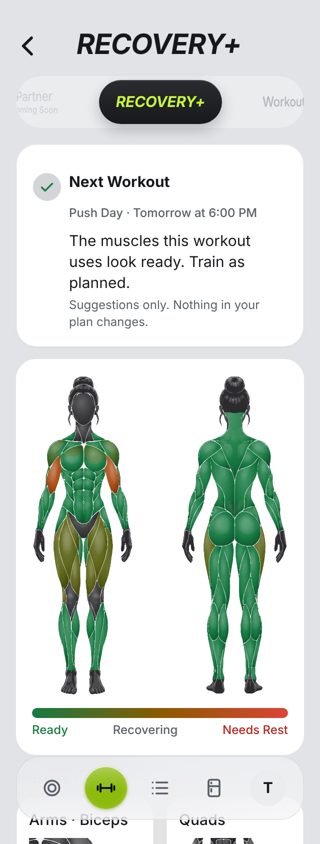 RECOVERY+
Partner
RECOVERY+
Workout
Coming Soon
Next Workout
Push Day · Tomorrow at 6:00 PM
The muscles this workout
uses look ready. Train as
planned.
Suggestions only. Nothing in your
plan changes.
Ready
Recovering
Needs Rest
T
Arms · Biceps
Quads